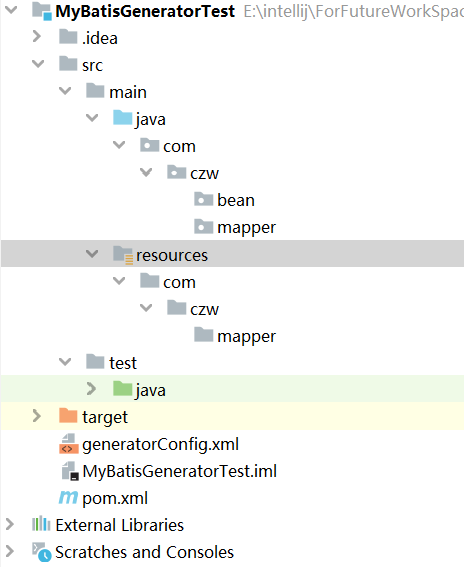 MyBatisGeneratorTest E:\intellij\ForFutureWorkSpa
.idea
src
main
java
com
czw
bean
mapper
resources
com
czw
mapper
test
java
target
generatorConfig.xml
MyBatisGeneratorTest.iml
pom.xml
External Libraries
Scratches and Consoles